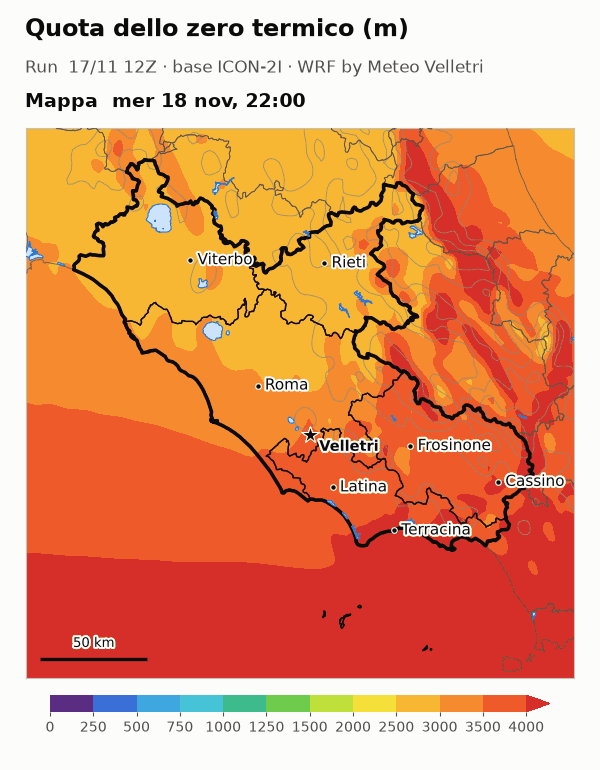 Quota dello zero termico (m)
Run  17/11 12Z · base ICON-2I · WRF by Meteo Velletri
Mappa  mer 18 nov, 22:00
Viterbo
Rieti
Roma
Velletri
Frosinone
Latina
Cassino
Terracina
50 km
0 250 500 750 1000 1250 1500 2000 2500 3000 3500 4000